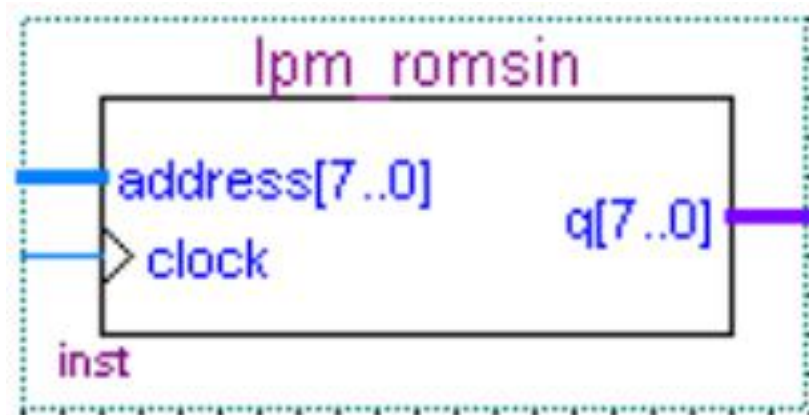 lpm_romsin
address[7..0]
q[7..0]
clock
inst